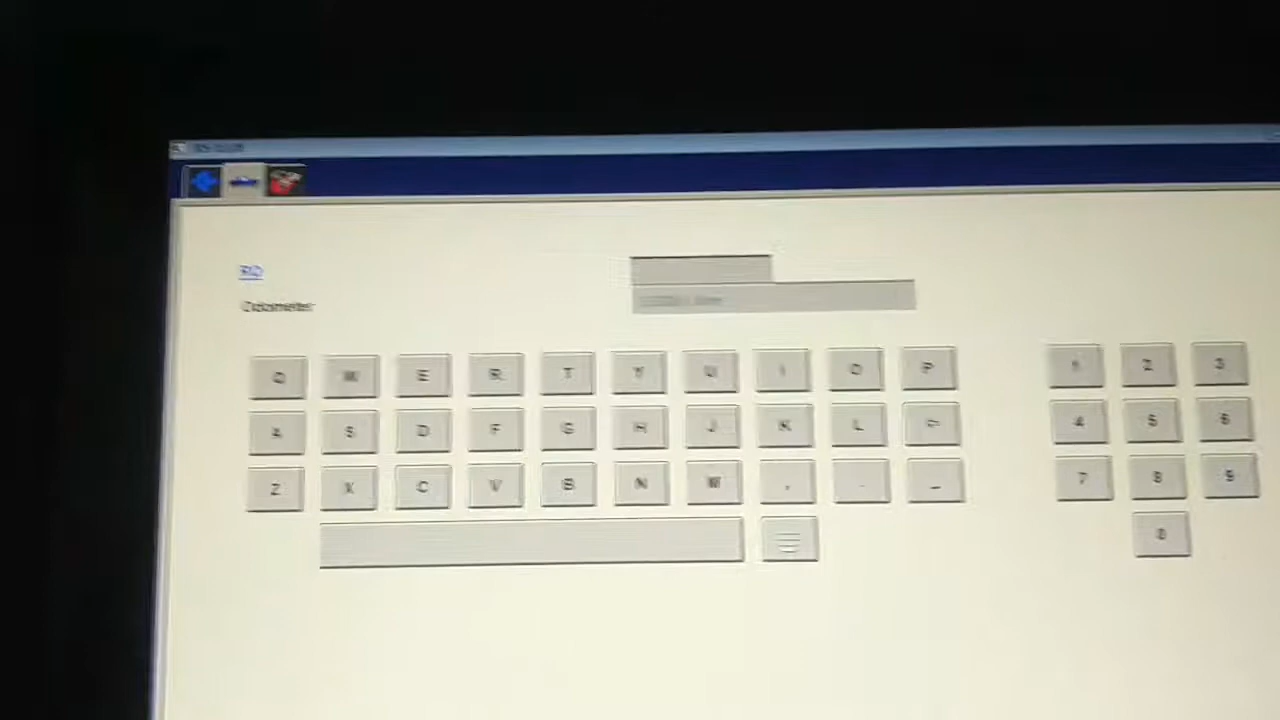 Odometer
Q W E R T Y U I O P
1 2 3
A S D F G H J K L
4 5 6
Z X C V B N M
7 8 9
0